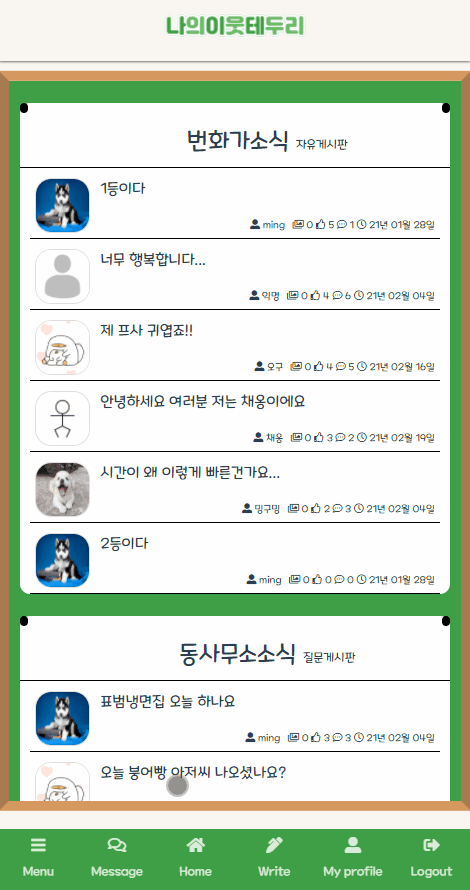 나의이웃테두리
번화가소식 자유게시판
1등이다
ming 0 5 1 21년 01월 28일
너무 행복합니다...
익명 0 4 6 21년 02월 04일
제 프사 귀엽죠!!
오구 0 4 5 21년 02월 16일
안녕하세요 여러분 저는 채옹이에요
채옹 0 3 2 21년 02월 19일
시간이 왜 이렇게 빠른건가요...
밍구밍 0 2 3 21년 02월 04일
2등이다
ming 0 0 0 21년 01월 28일
동사무소소식 질문게시판
표범냉면집 오늘 하나요
ming 0 3 3 21년 02월 04일
오늘 붕어빵 아저씨 나오셨나요?
Menu Message Home Write My profile Logout